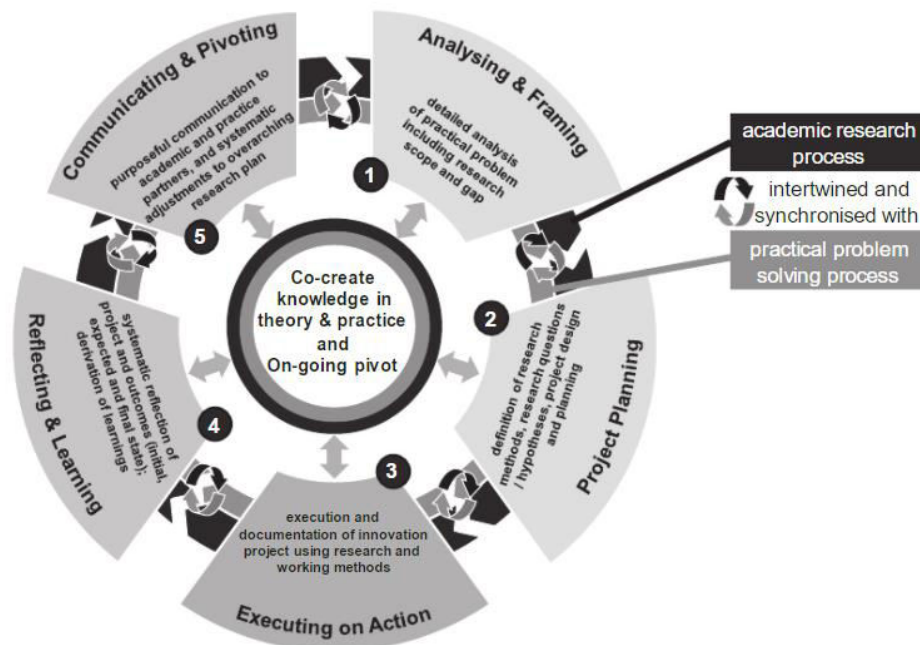 Analysing & Framing
1
detailed analysis
of practical problem
including research
scope and gap
academic research
process
intertwined and
synchronised with
practical problem
solving process
Project Planning
2
definition of research
methods, research questions
/ hypotheses, project design
and planning
3
execution and
documentation of innovation
project using research and
working methods
Executing on Action
Reflecting & Learning
4
systematic reflection of
project and outcomes (initial,
expected and final state);
derivation of learnings
Communicating & Pivoting
5
purposeful communication to
academic and practice
partners, and systematic
adjustments to overarching
research plan
Co-create
knowledge in
theory & practice
and
On-going pivot